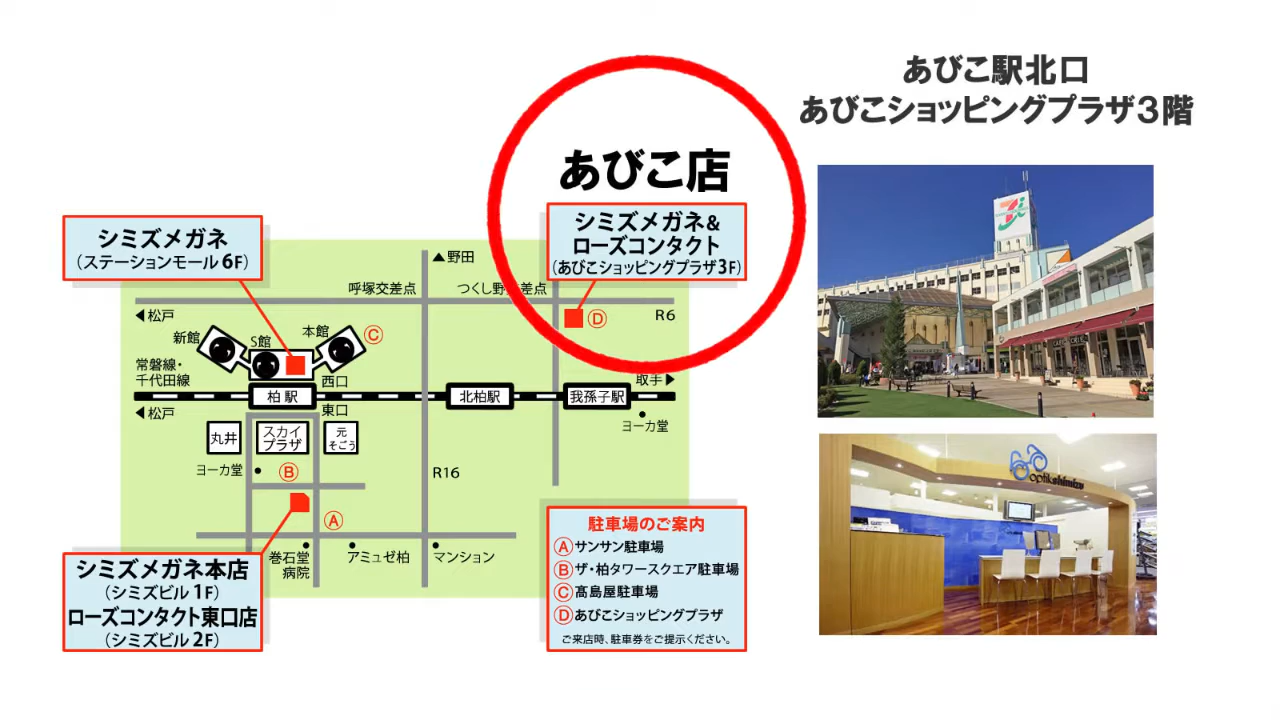 あびこ駅北口
あびこショッピングプラザ3階
あびこ店
シミズメガネ&
ローズコンタクト
(あびこショッピングプラザ3F)
シミズメガネ
(ステーションモール6F)
▲野田
呼塚交差点
つくし野交差点
◀松戸
R6
D
新館
S館
本館
C
常磐線・
千代田線
西口
取手▶
柏駅
北柏駅
我孫子駅
◀松戸
東口
ヨーカ堂
丸井
スカイ
プラザ
元
そごう
ヨーカ堂
B
R16
A
巻石堂
病院
アミュゼ柏
マンション
シミズメガネ本店
(シミズビル1F)
ローズコンタクト東口店
(シミズビル2F)
駐車場のご案内
A サンサン駐車場
B ザ・柏タワースクエア駐車場
C 髙島屋駐車場
D あびこショッピングプラザ
ご来店時、駐車券をご提示ください。
optikshimizu